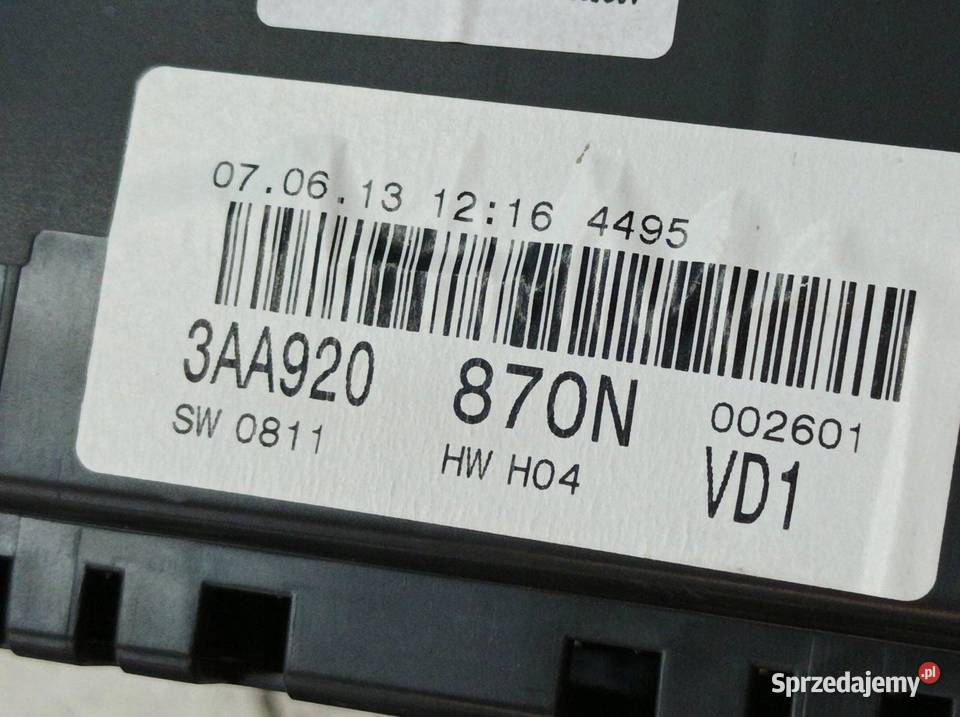 07.06.13 12:16 4495
3AA920 870N 002601
SW 0811 HW H04 VD1
Sprzedajemy.pl